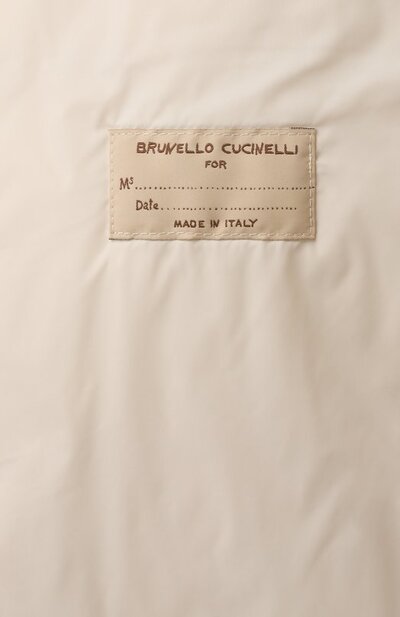 BRUNELLO CUCINELLI
FOR
Ms.......................................
Date..............................
MADE IN ITALY